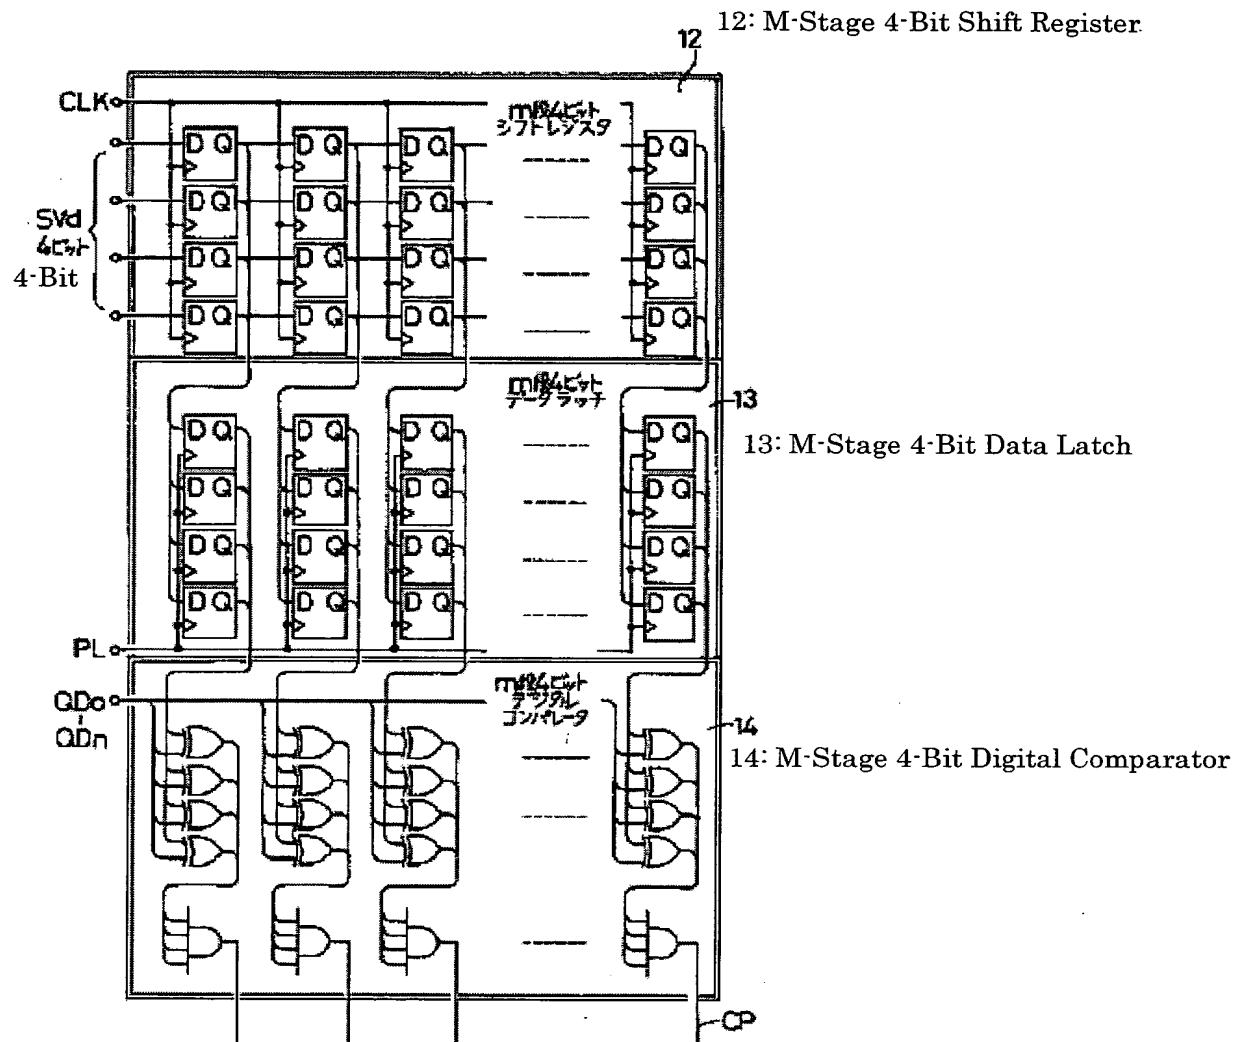 12: M-Stage 4-Bit Shift Register
12
CLK
m段4ビット
シフトレジスタ
D Q D Q D Q D Q
D Q D Q D Q D Q
SVd
4ビット
4-Bit
D Q D Q D Q D Q
D Q D Q D Q D Q
m段4ビット
データラッチ
13
D Q D Q D Q D Q
13: M-Stage 4-Bit Data Latch
D Q D Q D Q D Q
D Q D Q D Q D Q
D Q D Q D Q D Q
PL
m段4ビット
デジタル
コンパレータ
QDo
-
QDn
14
14: M-Stage 4-Bit Digital Comparator
CP